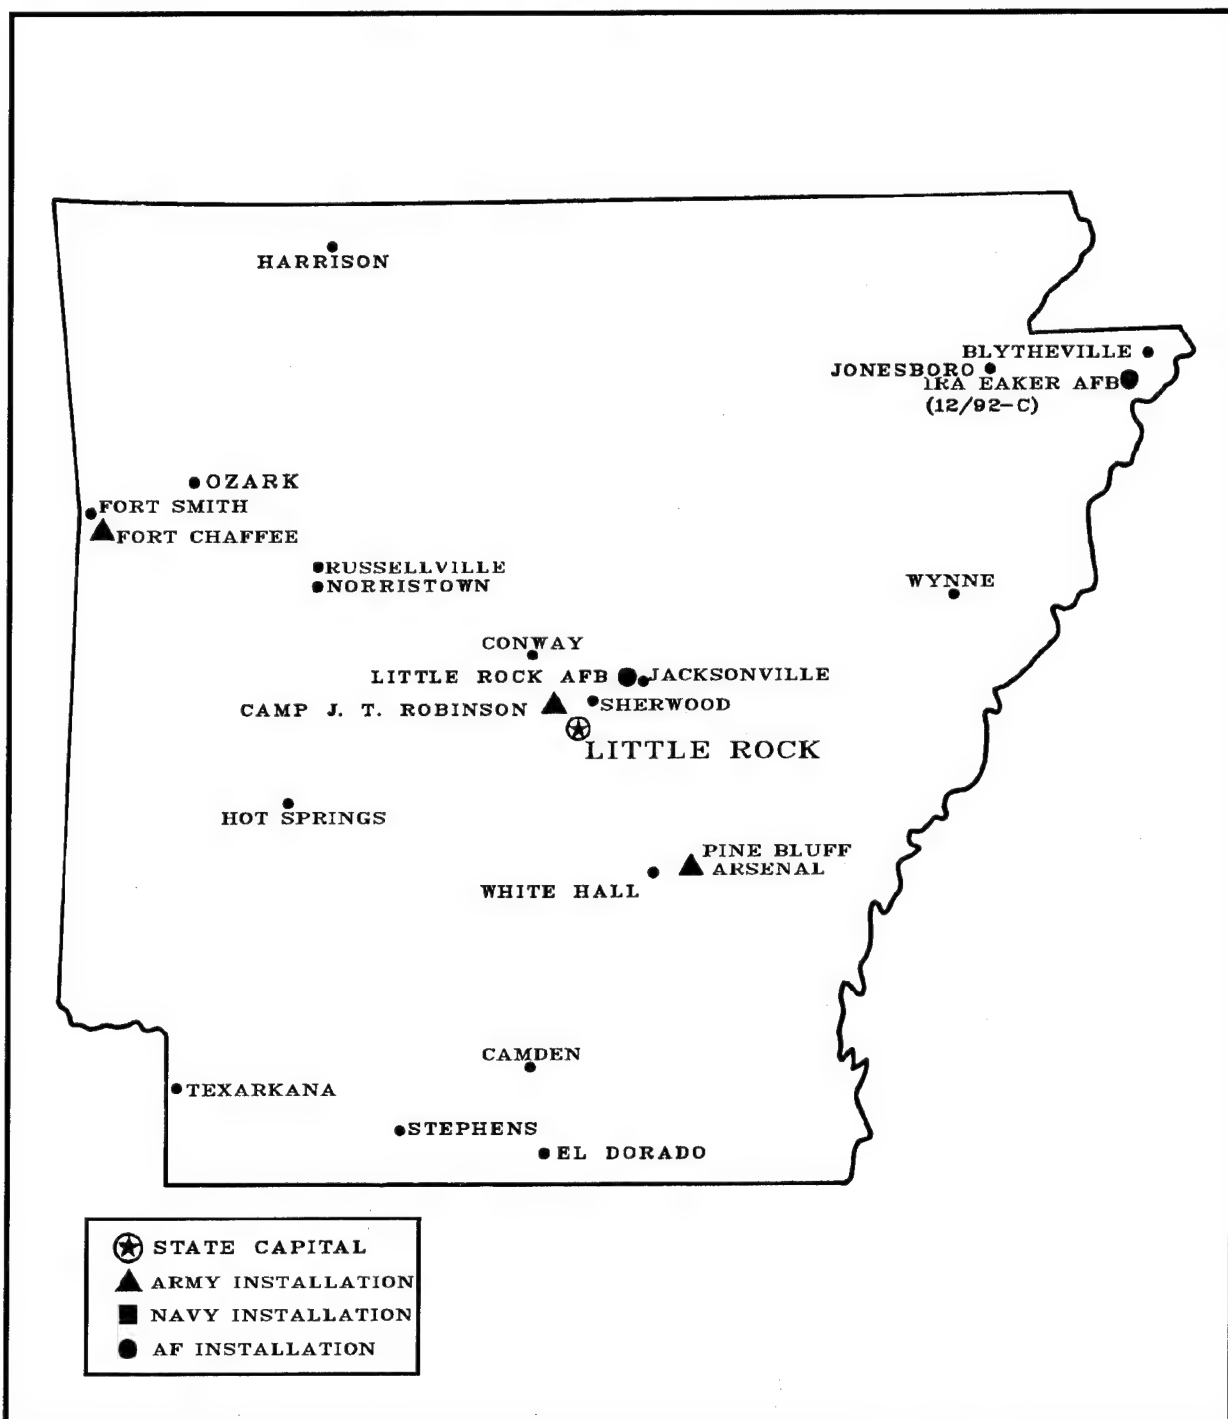 HARRISON
BLYTHEVILLE
JONESBORO
IRA EAKER AFB
(12/92-C)
OZARK
FORT SMITH
FORT CHAFFEE
RUSSELLVILLE
NORRISTOWN
WYNNE
CONWAY
LITTLE ROCK AFB
JACKSONVILLE
CAMP J. T. ROBINSON
SHERWOOD
LITTLE ROCK
HOT SPRINGS
PINE BLUFF
ARSENAL
WHITE HALL
CAMDEN
TEXARKANA
STEPHENS
EL DORADO
STATE CAPITAL
ARMY INSTALLATION
NAVY INSTALLATION
AF INSTALLATION